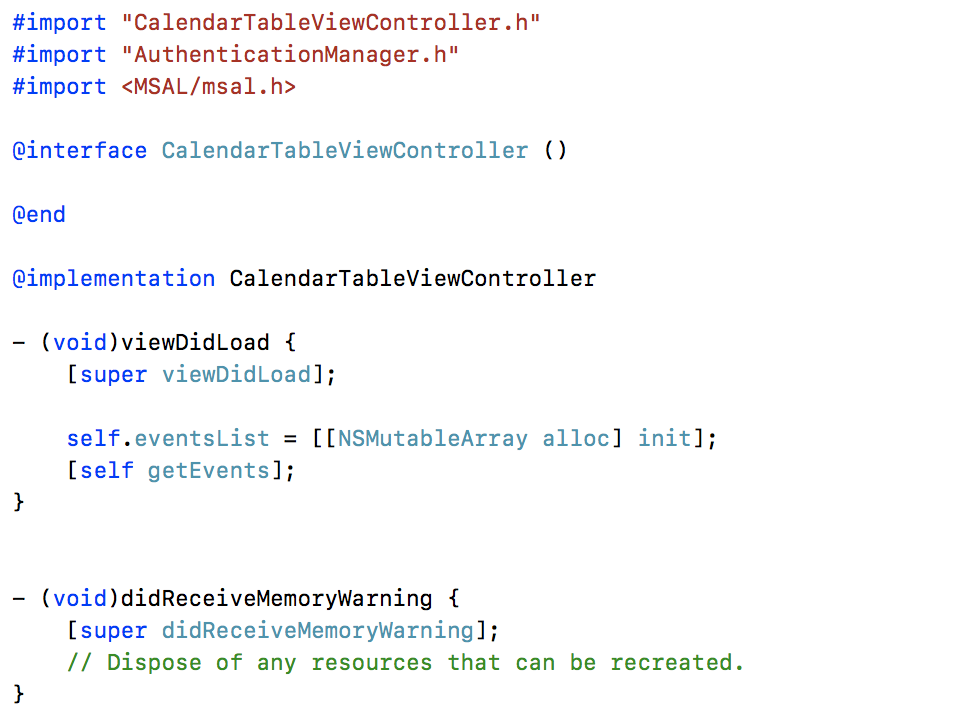 #import "CalendarTableViewController.h"
#import "AuthenticationManager.h"
#import <MSAL/msal.h>

@interface CalendarTableViewController ()

@end

@implementation CalendarTableViewController

- (void)viewDidLoad {
    [super viewDidLoad];

    self.eventsList = [[NSMutableArray alloc] init];
    [self getEvents];
}


- (void)didReceiveMemoryWarning {
    [super didReceiveMemoryWarning];
    // Dispose of any resources that can be recreated.
}